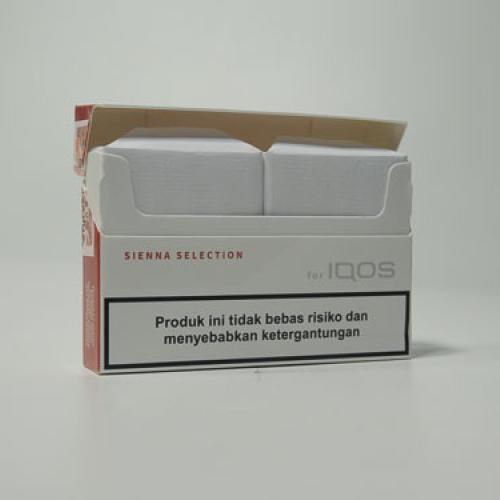 SIENNA SELECTION
for IQOS
Produk ini tidak bebas risiko dan
menyebabkan ketergantungan